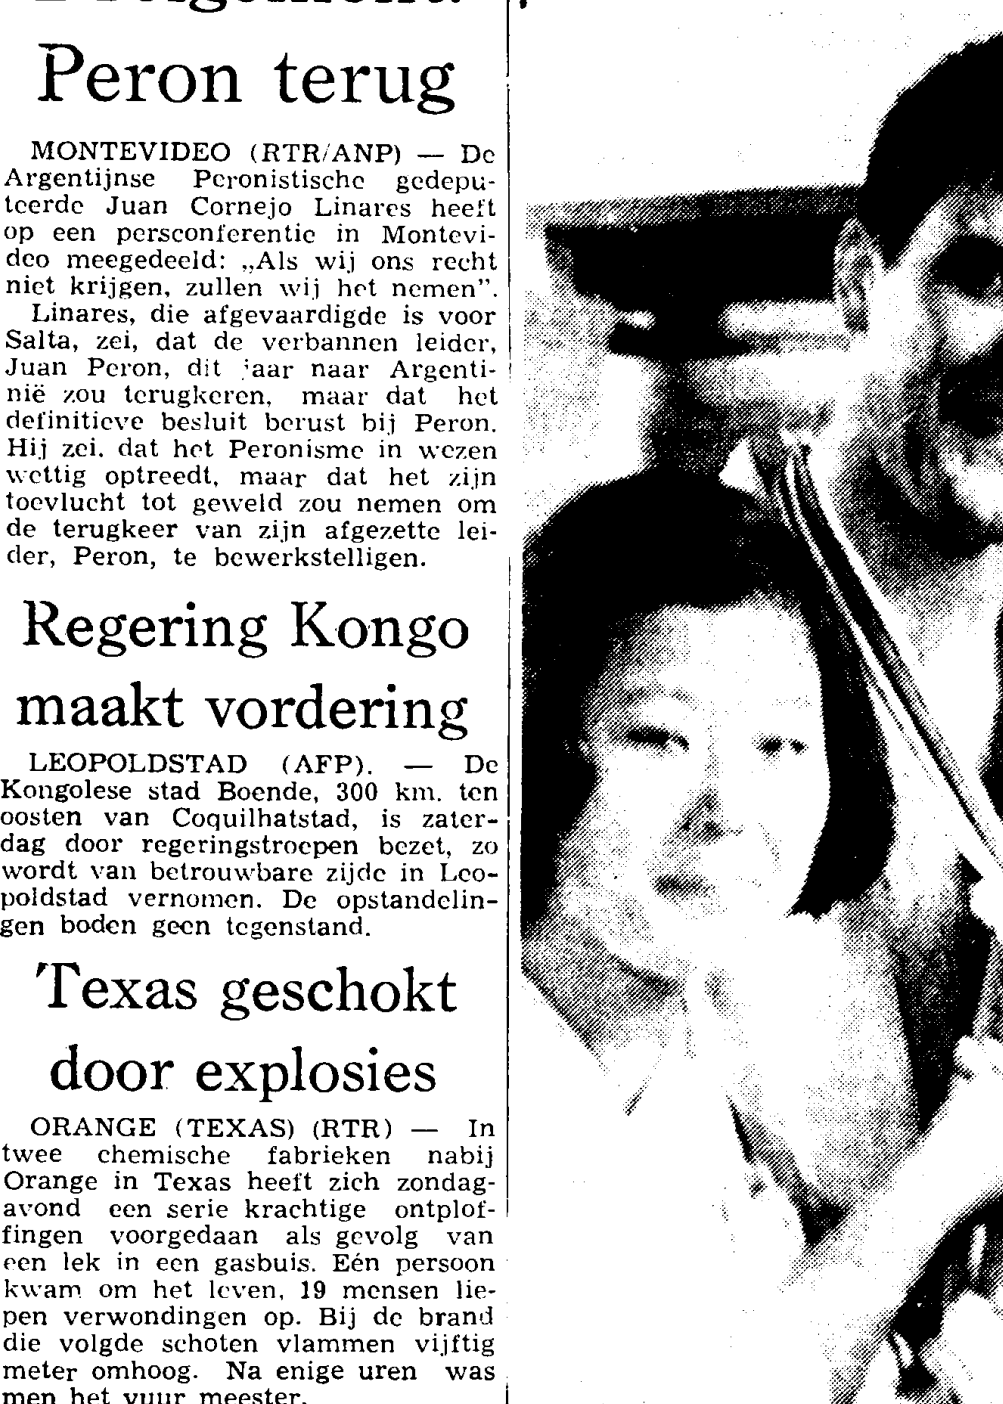 Peron terug
MONTEVIDEO (RTR/ANP) — De
Argentijnse Peronistische gedepu-
teerde Juan Cornejo Linares heeft
op een persconferentie in Montevi-
deo meegedeeld: „Als wij ons recht
niet krijgen, zullen wij het nemen”.
Linares, die afgevaardigde is voor
Salta, zei, dat de verbannen leider,
Juan Peron, dit jaar naar Argenti-
nië zou terugkeren, maar dat het
definitieve besluit berust bij Peron.
Hij zei, dat het Peronisme in wezen
wettig optreedt, maar dat het zijn
toevlucht tot geweld zou nemen om
de terugkeer van zijn afgezette lei-
der, Peron, te bewerkstelligen.
Regering Kongo
maakt vordering
LEOPOLDSTAD (AFP). — De
Kongolese stad Boende, 300 km. ten
oosten van Coquilhatstad, is zater-
dag door regeringstroepen bezet, zo
wordt van betrouwbare zijde in Leo-
poldstad vernomen. De opstandelin-
gen boden geen tegenstand.
Texas geschokt
door explosies
ORANGE (TEXAS) (RTR) — In
twee chemische fabrieken nabij
Orange in Texas heeft zich zondag-
avond een serie krachtige ontplof-
fingen voorgedaan als gevolg van
een lek in een gasbuis. Eén persoon
kwam om het leven, 19 mensen lie-
pen verwondingen op. Bij de brand
die volgde schoten vlammen vijftig
meter omhoog. Na enige uren was
men het vuur meester.